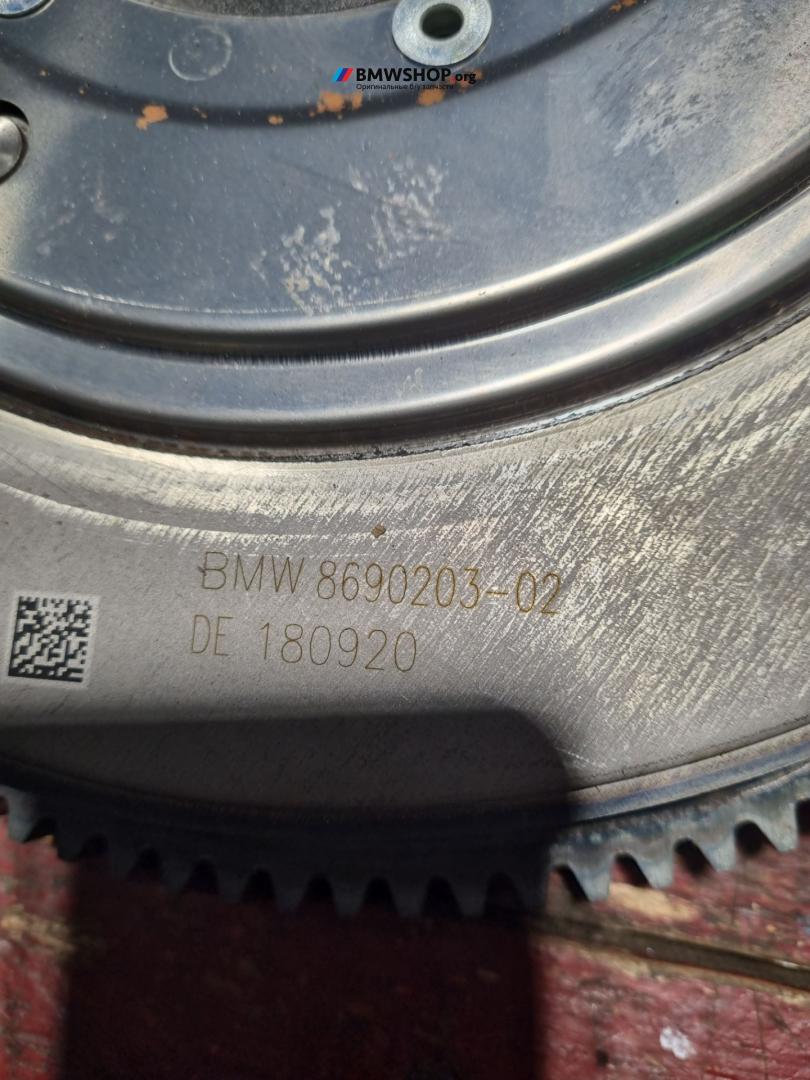 BMWSHOP.org
Оригинальные б/у запчасти
BMW 8690203-02
DE 180920